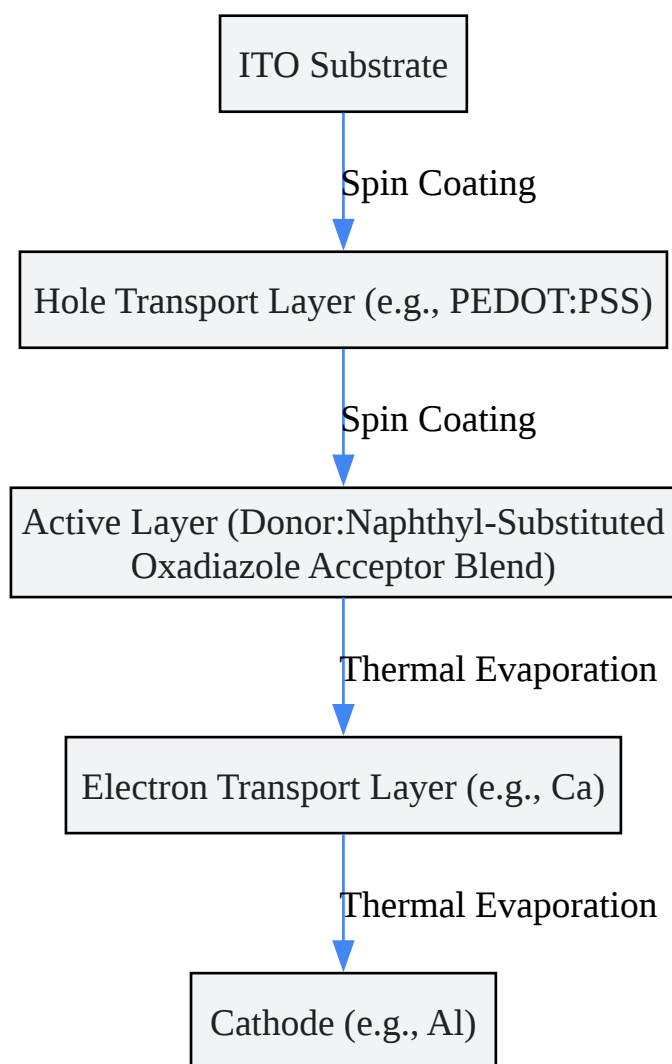 ITO Substrate
Spin Coating
Hole Transport Layer (e.g., PEDOT:PSS)
Spin Coating
Active Layer (Donor:Naphthyl-Substituted
Oxadiazole Acceptor Blend)
Thermal Evaporation
Electron Transport Layer (e.g., Ca)
Thermal Evaporation
Cathode (e.g., Al)